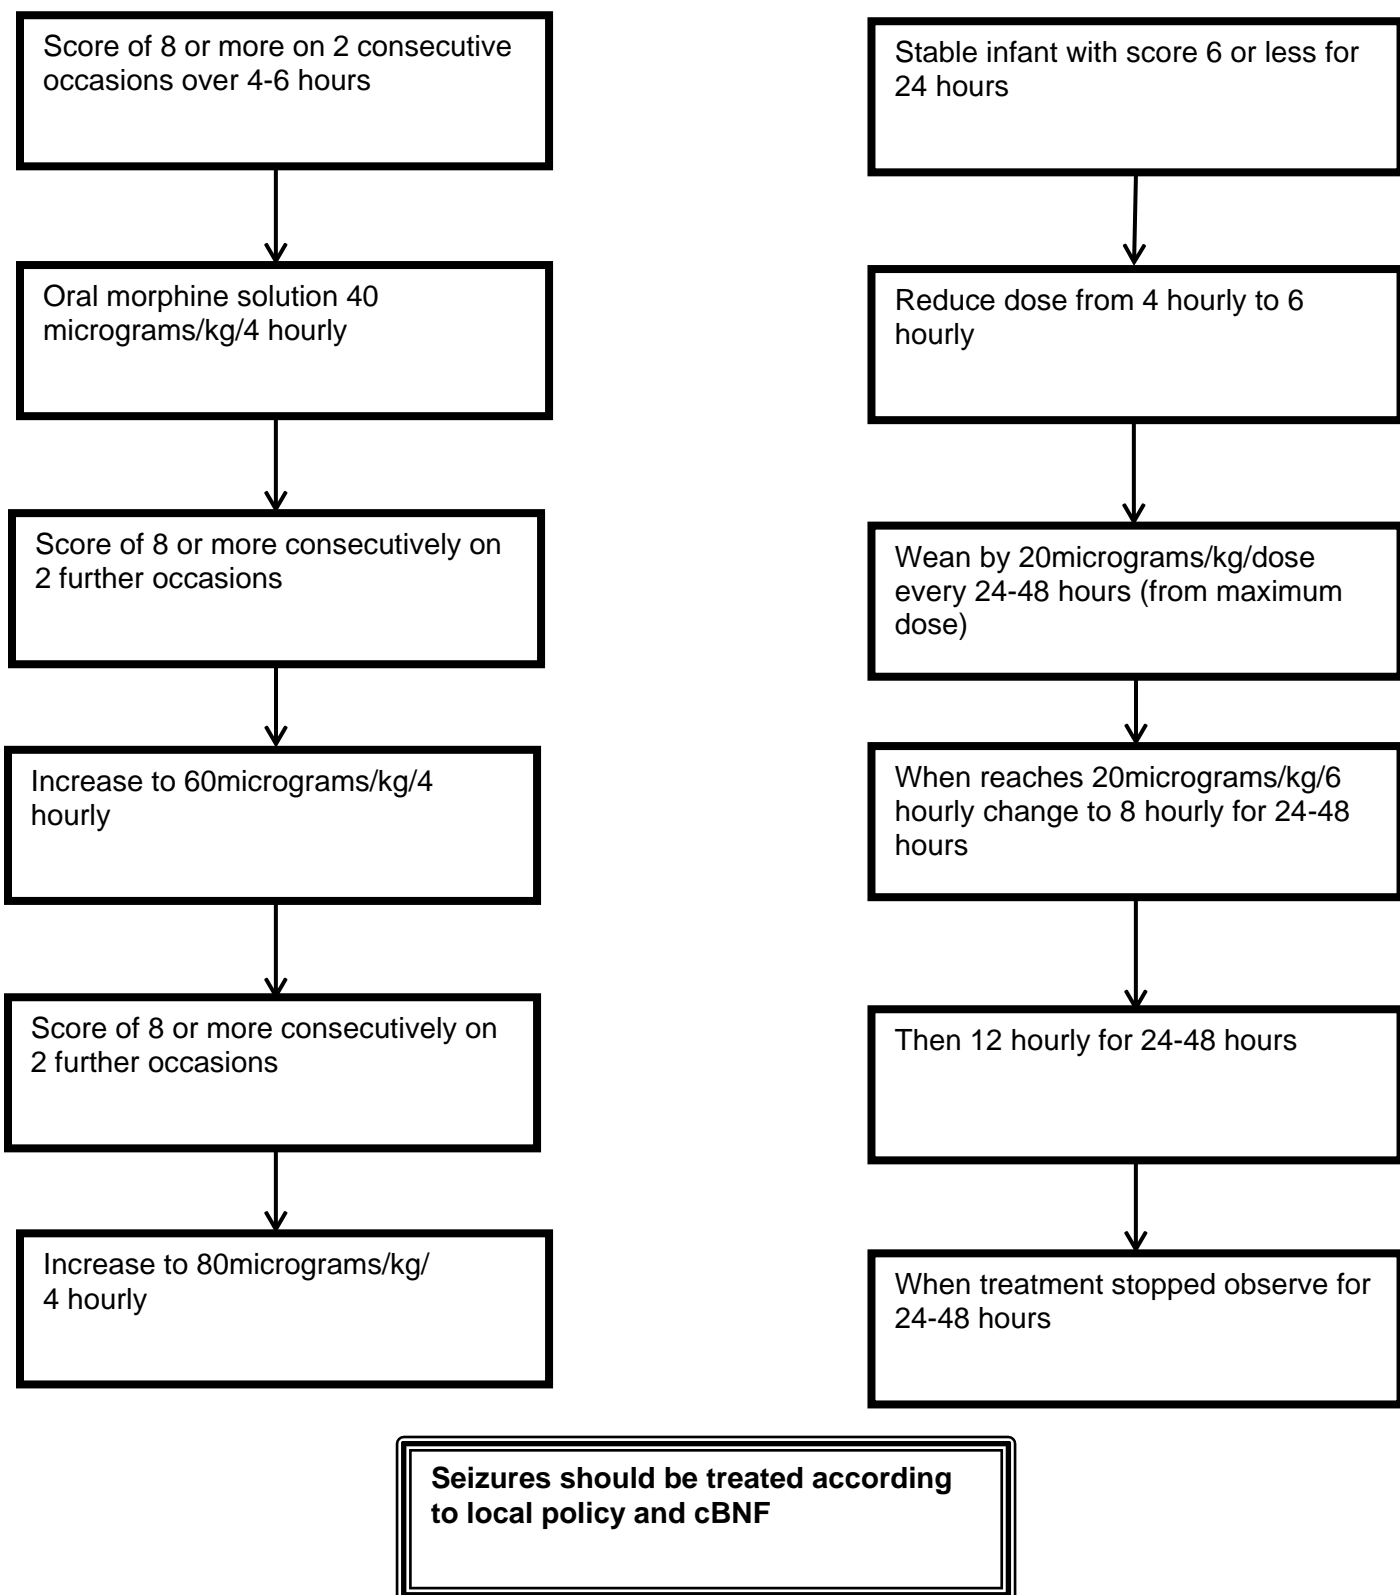 Score of 8 or more on 2 consecutive
occasions over 4-6 hours
Oral morphine solution 40
micrograms/kg/4 hourly
Score of 8 or more consecutively on
2 further occasions
Increase to 60micrograms/kg/4
hourly
Score of 8 or more consecutively on
2 further occasions
Increase to 80micrograms/kg/
4 hourly
Stable infant with score 6 or less for
24 hours
Reduce dose from 4 hourly to 6
hourly
Wean by 20micrograms/kg/dose
every 24-48 hours (from maximum
dose)
When reaches 20micrograms/kg/6
hourly change to 8 hourly for 24-48
hours
Then 12 hourly for 24-48 hours
When treatment stopped observe for
24-48 hours
Seizures should be treated according
to local policy and cBNF